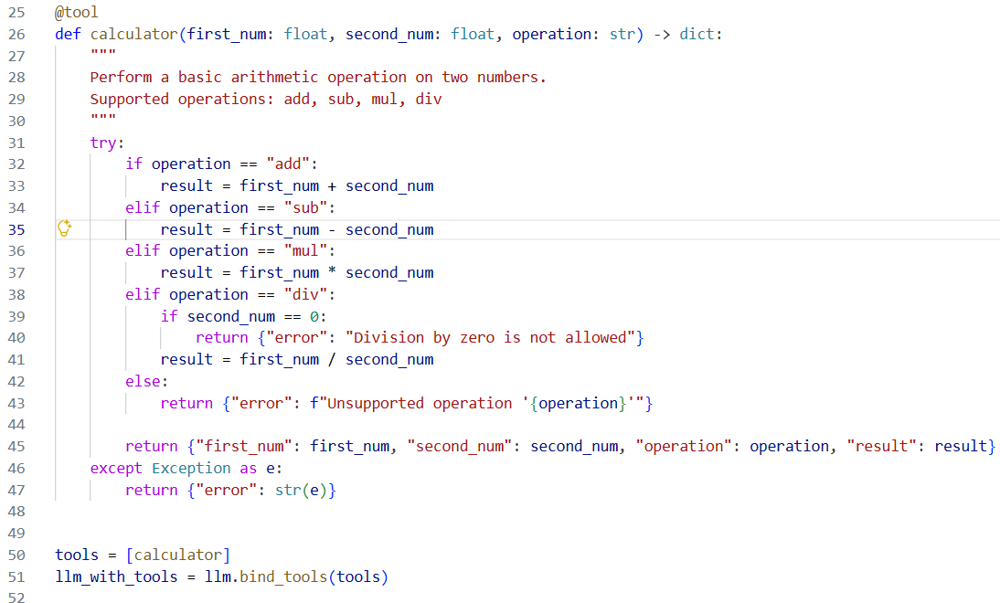 25 @tool
26 def calculator(first_num: float, second_num: float, operation: str) -> dict:
27     """
28     Perform a basic arithmetic operation on two numbers.
29     Supported operations: add, sub, mul, div
30     """
31     try:
32         if operation == "add":
33             result = first_num + second_num
34         elif operation == "sub":
35             result = first_num - second_num
36         elif operation == "mul":
37             result = first_num * second_num
38         elif operation == "div":
39             if second_num == 0:
40                 return {"error": "Division by zero is not allowed"}
41             result = first_num / second_num
42         else:
43             return {"error": f"Unsupported operation '{operation}'"}
44
45         return {"first_num": first_num, "second_num": second_num, "operation": operation, "result": result}
46     except Exception as e:
47         return {"error": str(e)}
48
49
50 tools = [calculator]
51 llm_with_tools = llm.bind_tools(tools)
52